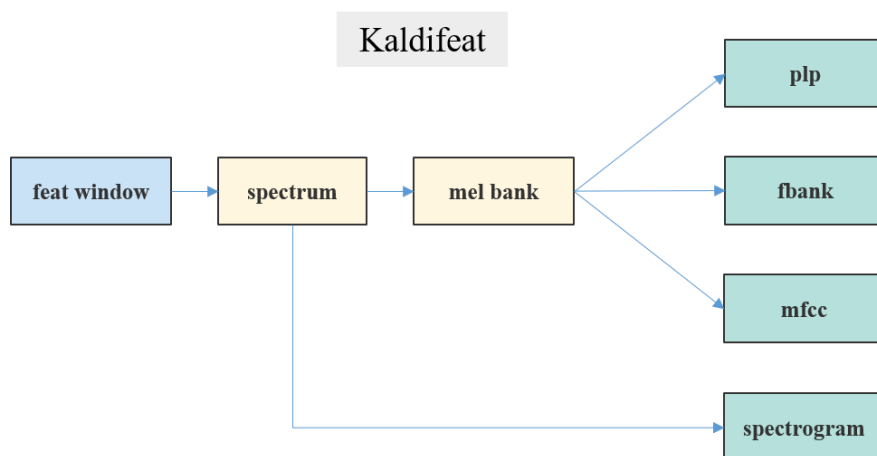 Kaldifeat
plp
feat window
spectrum
mel bank
fbank
mfcc
spectrogram